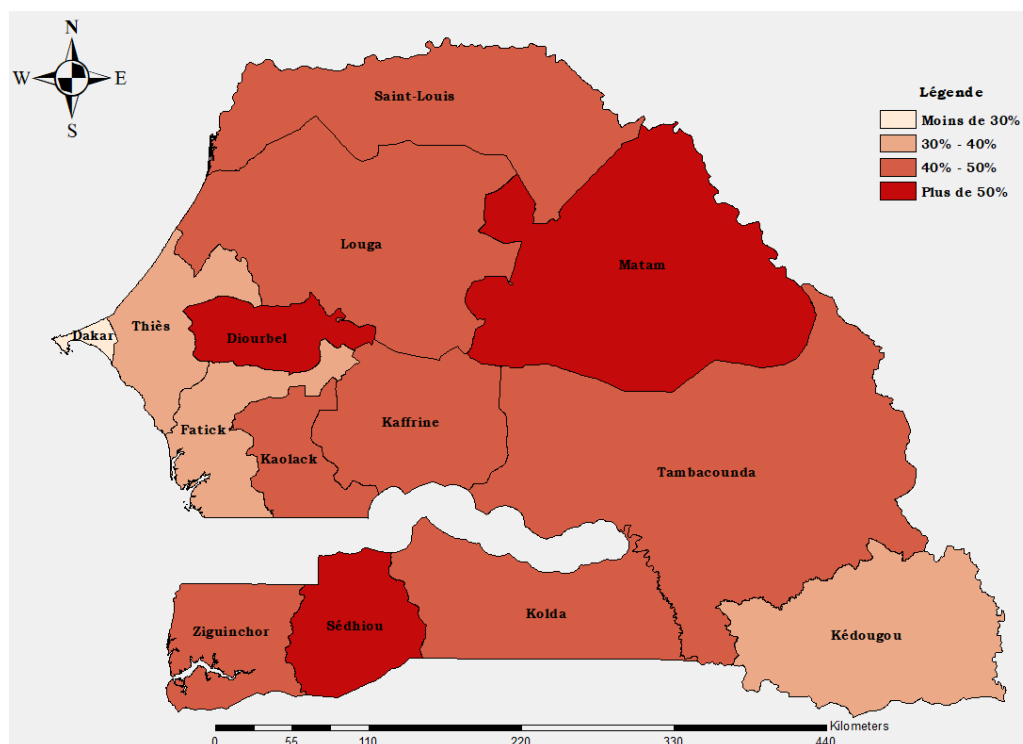 N
W E
S
Légende
Moins de 30%
30% - 40%
40% - 50%
Plus de 50%
Saint-Louis
Louga
Matam
Thiès
Dakar
Diourbel
Fatick
Kaolack
Kaffrine
Tambacounda
Ziguinchor
Sédhiou
Kolda
Kédougou
Kilometers
0 55 110 220 330 440